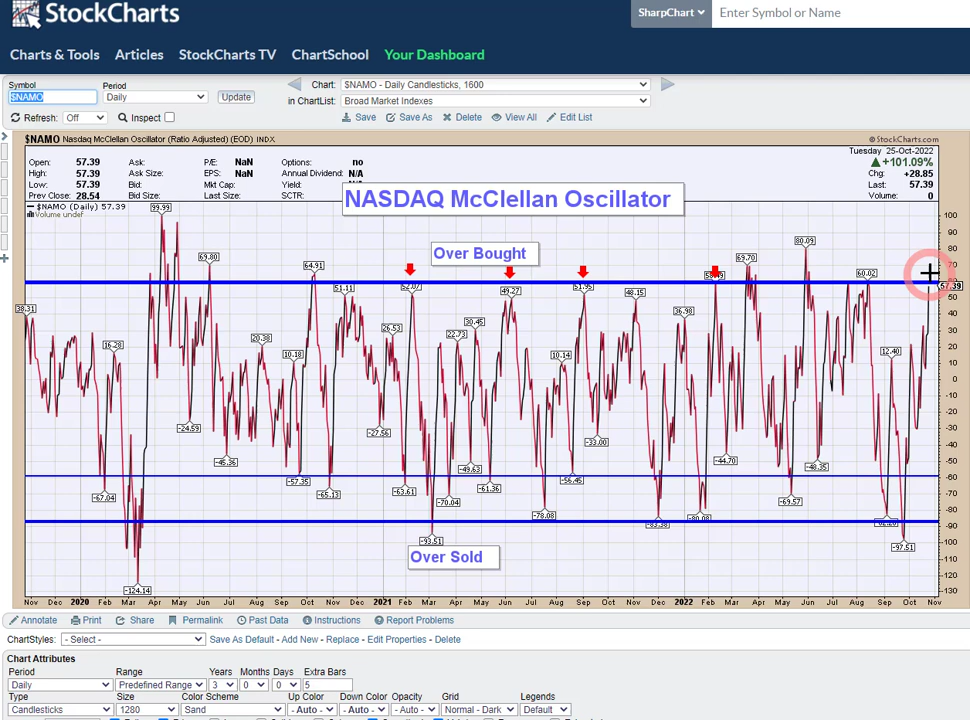 StockCharts
SharpChart
Enter Symbol or Name
Charts & Tools Articles StockCharts TV ChartSchool Your Dashboard
Symbol Period
$NAMO Daily Update
Chart: $NAMO - Daily Candlesticks, 1600
in ChartList: Broad Market Indexes
Refresh: Off Inspect
Save Save As Delete View All Edit List
$NAMO Nasdaq McClellan Oscillator (Ratio Adjusted) (EOD) INDX
© StockCharts.com
Tuesday 25-Oct-2022
Open: 57.39 Ask: P/E: NaN Options: no +101.09%
High: 57.39 Ask Size: EPS: NaN Annual Dividend: N/A Chg: +28.85
Low: 57.39 Bid: Mkt Cap: Yield: N/A Last: 57.39
Prev Close: 28.54 Bid Size: Last Size: SCTR: Volume: 0
NASDAQ McClellan Oscillator
$NAMO (Daily) 57.39
Volume undef
Over Bought
38.31 16.28 -67.04 -124.14 99.99 -24.59 69.80 -45.36 20.38 10.18 -57.35 64.91 -65.13 51.11 -27.56 26.53 -63.61 52.07 -93.51 -70.04 22.73 -49.63 30.45 -61.36 49.27 -78.08 10.14 -56.45 51.95 -33.00 48.15 -83.38 36.98 -80.08 -44.70 69.70 -69.57 80.09 -48.35 60.02 12.40 -97.51
100
90
80
70
57.39
50
40
30
20
10
0
-10
-20
-30
-40
-50
-60
-70
-80
-90
-100
-110
-120
-130
Over Sold
Nov Dec 2020 Feb Mar Apr May Jun Jul Aug Sep Oct Nov Dec 2021 Feb Mar Apr May Jun Jul Aug Sep Oct Nov Dec 2022 Feb Mar Apr May Jun Jul Aug Sep Oct Nov
Annotate Print Share Permalink Past Data Instructions Report Problems
ChartStyles: - Select - Save As Default - Add New - Replace - Edit Properties - Delete
Chart Attributes
Period Range Years Months Days Extra Bars
Daily Predefined Range 3 0 0 5
Type Size Color Scheme Up Color Down Color Opacity Grid Legends
Candlesticks 1280 Sand - Auto - - Auto - - Auto - Normal - Dark Default